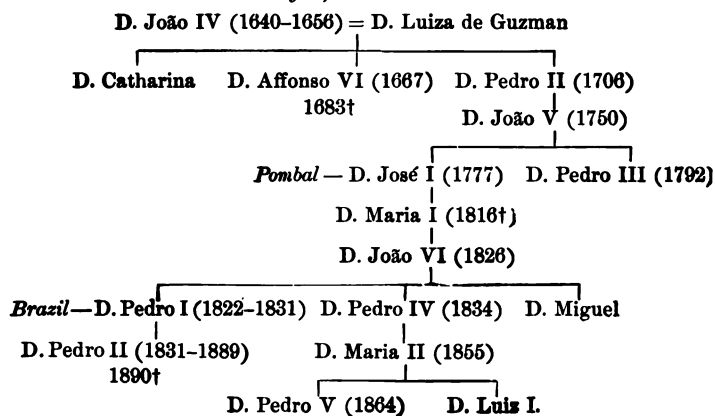 D. João IV (1640–1656) = D. Luiza de Guzman
D. Catharina D. Affonso VI (1667) D. Pedro II (1706)
1683†
D. João V (1750)
Pombal — D. José I (1777) D. Pedro III (1792)
D. Maria I (1816†)
D. João VI (1826)
Brazil—D. Pedro I (1822–1831) D. Pedro IV (1834) D. Miguel
D. Pedro II (1831–1889) D. Maria II (1855)
1890†
D. Pedro V (1864) D. Luis I.